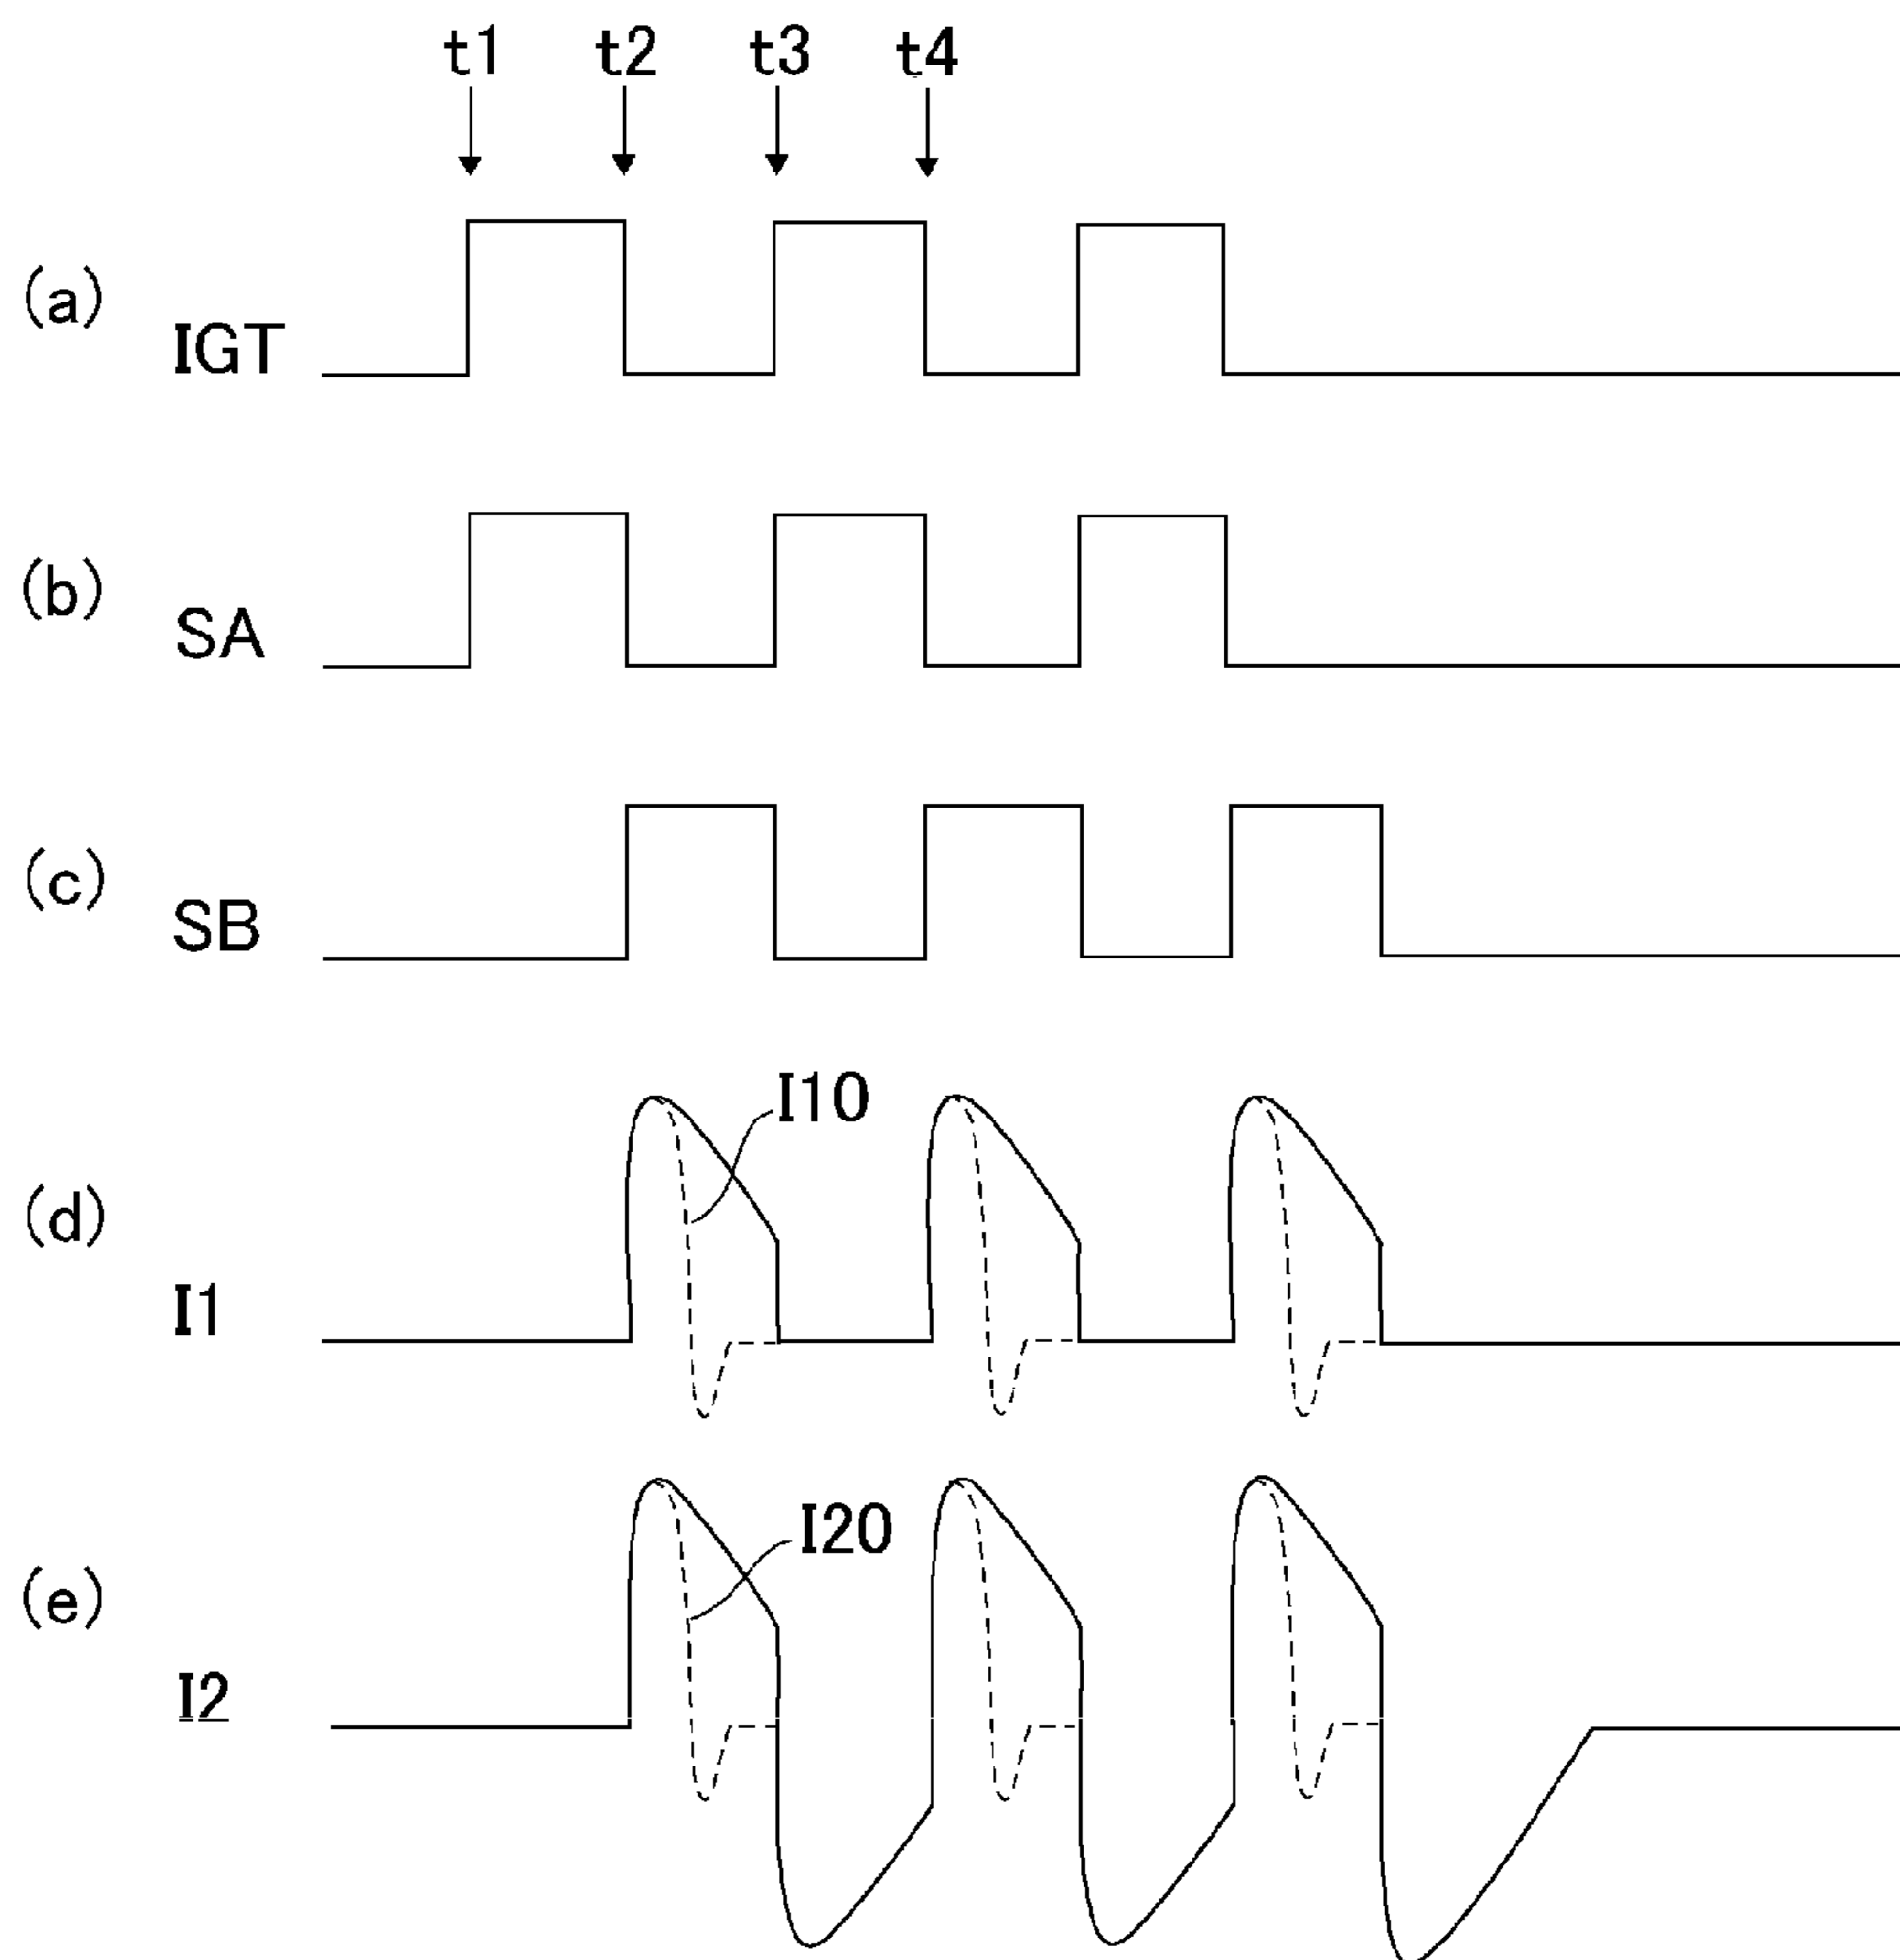 t1 t2 t3 t4
(a) IGT
(b) SA
(c) SB
I10
(d) I1
I20
(e) I2